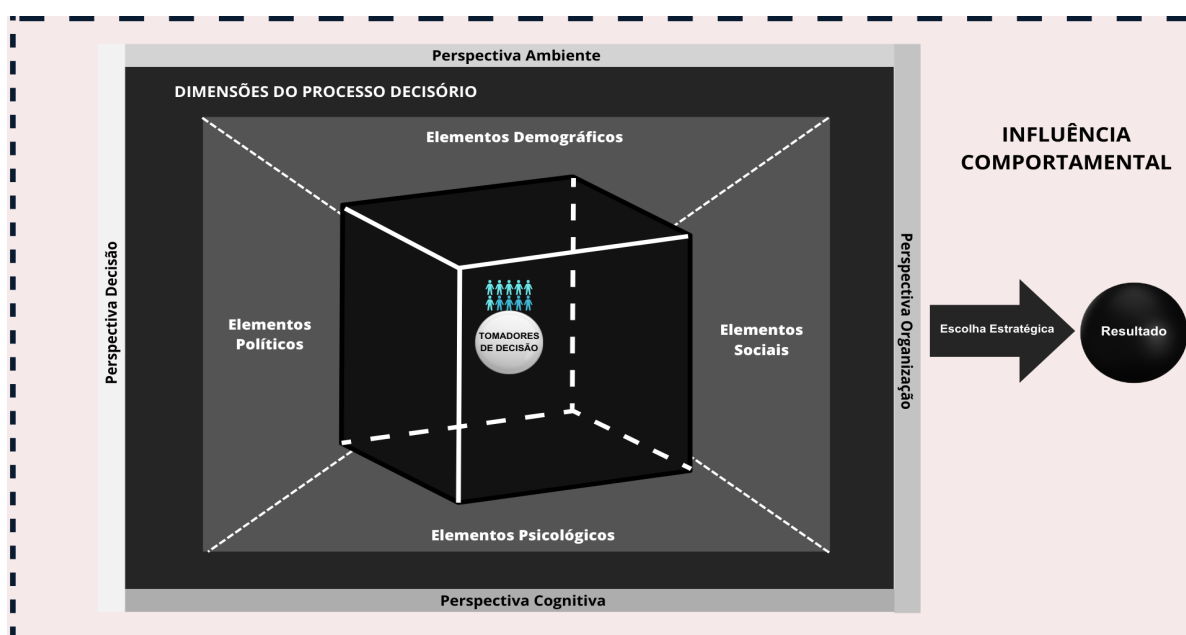 Perspectiva Ambiente
DIMENSÕES DO PROCESSO DECISÓRIO
Elementos Demográficos
INFLUÊNCIA
COMPORTAMENTAL
Perspectiva Decisão
Elementos
Políticos
TOMADORES
DE DECISÃO
Elementos
Sociais
Perspectiva Organização
Escolha Estratégica
Resultado
Elementos Psicológicos
Perspectiva Cognitiva